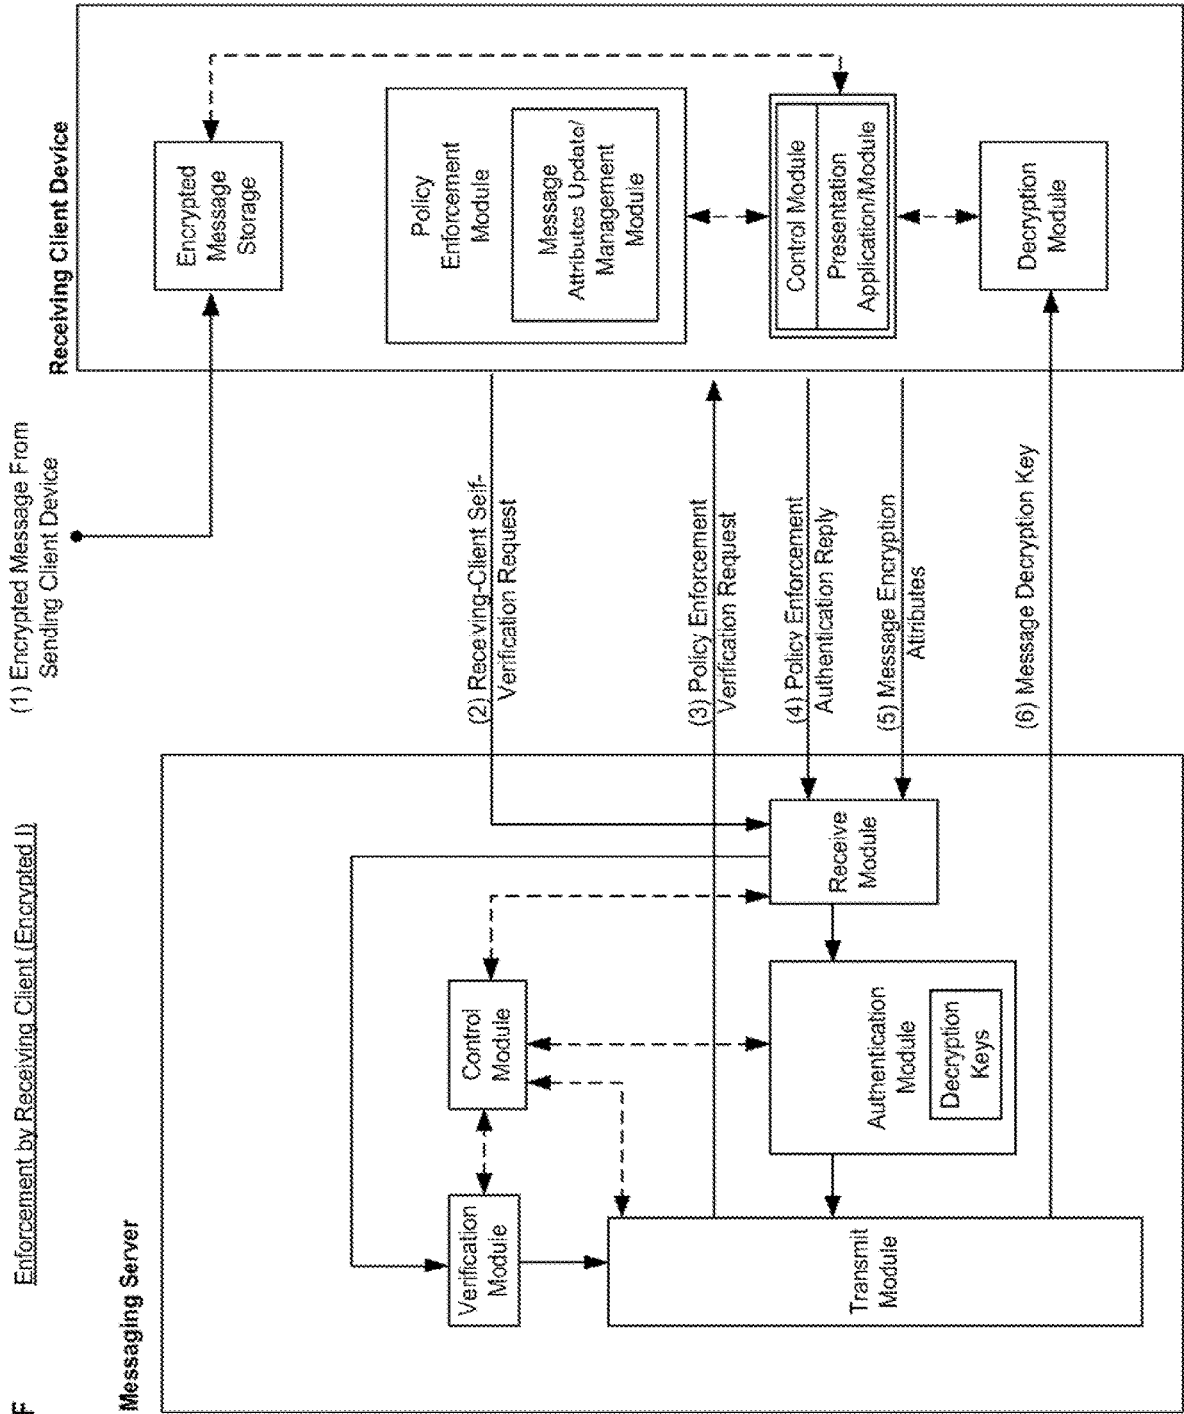 F
Enforcement by Receiving Client (Encrypted I)
Messaging Server
Verification
Module
Control
Module
Transmit
Module
Authentication
Module
Decryption
Keys
Receive
Module
(1) Encrypted Message From
Sending Client Device
(2) Receiving-Client Self-
Verification Request
(3) Policy Enforcement
Verification Request
(4) Policy Enforcement
Authentication Reply
(5) Message Encryption
Attributes
(6) Message Decryption Key
Receiving Client Device
Encrypted
Message
Storage
Policy
Enforcement
Module
Message
Attributes Update/
Management
Module
Control Module
Presentation
Application/Module
Decryption
Module